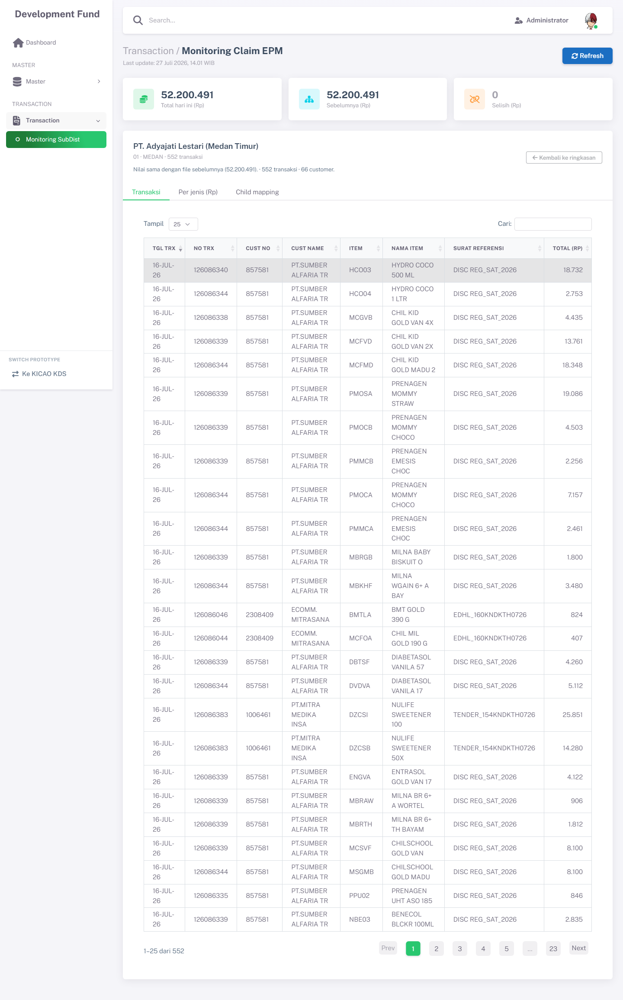 Development Fund
Dashboard
MASTER
Master
TRANSACTION
Transaction
Monitoring SubDist
SWITCH PROTOTYPE
Ke KICAO KDS
Search...
Administrator
Transaction / Monitoring Claim EPM
Last update: 27 Juli 2026, 14.01 WIB
Refresh
52.200.491
Total hari ini (Rp)
52.200.491
Sebelumnya (Rp)
0
Selisih (Rp)
PT. Adyajati Lestari (Medan Timur)
01 · MEDAN · 552 transaksi
Nilai sama dengan file sebelumnya (52.200.491). · 552 transaksi · 66 customer.
Kembali ke ringkasan
Transaksi Per jenis (Rp) Child mapping
Tampil 25 Cari:
TGL TRX NO TRX CUST NO CUST NAME ITEM NAMA ITEM SURAT REFERENSI TOTAL (RP)
16-JUL-26 126086340 857581 PT.SUMBER ALFARIA TR HCO03 HYDRO COCO 500 ML DISC REG_SAT_2026 18.732
16-JUL-26 126086344 857581 PT.SUMBER ALFARIA TR HCO04 HYDRO COCO 1 LTR DISC REG_SAT_2026 2.753
16-JUL-26 126086338 857581 PT.SUMBER ALFARIA TR MCGVB CHIL KID GOLD VAN 4X DISC REG_SAT_2026 4.435
16-JUL-26 126086339 857581 PT.SUMBER ALFARIA TR MCFVD CHIL KID GOLD VAN 2X DISC REG_SAT_2026 13.761
16-JUL-26 126086344 857581 PT.SUMBER ALFARIA TR MCFMD CHIL KID GOLD MADU 2 DISC REG_SAT_2026 18.348
16-JUL-26 126086339 857581 PT.SUMBER ALFARIA TR PMOSA PRENAGEN MOMMY STRAW DISC REG_SAT_2026 19.086
16-JUL-26 126086339 857581 PT.SUMBER ALFARIA TR PMOCB PRENAGEN MOMMY CHOCO DISC REG_SAT_2026 4.503
16-JUL-26 126086339 857581 PT.SUMBER ALFARIA TR PMMCB PRENAGEN EMESIS CHOC DISC REG_SAT_2026 2.256
16-JUL-26 126086344 857581 PT.SUMBER ALFARIA TR PMOCA PRENAGEN MOMMY CHOCO DISC REG_SAT_2026 7.157
16-JUL-26 126086344 857581 PT.SUMBER ALFARIA TR PMMCA PRENAGEN EMESIS CHOC DISC REG_SAT_2026 2.461
16-JUL-26 126086339 857581 PT.SUMBER ALFARIA TR MBRGB MILNA BABY BISKUIT O DISC REG_SAT_2026 1.800
16-JUL-26 126086344 857581 PT.SUMBER ALFARIA TR MBKHF MILNA WGAIN 6+ A BAY DISC REG_SAT_2026 3.480
16-JUL-26 126086046 2308409 ECOMM. MITRASANA BMTLA BMT GOLD 390 G EDHL_160KNDKTH0726 824
16-JUL-26 126086044 2308409 ECOMM. MITRASANA MCFOA CHIL MIL GOLD 190 G EDHL_160KNDKTH0726 407
16-JUL-26 126086339 857581 PT.SUMBER ALFARIA TR DBTSF DIABETASOL VANILA 57 DISC REG_SAT_2026 4.260
16-JUL-26 126086344 857581 PT.SUMBER ALFARIA TR DVDVA DIABETASOL VANILA 17 DISC REG_SAT_2026 5.112
16-JUL-26 126086383 1006461 PT.MITRA MEDIKA INSA DZCSI NULIFE SWEETENER 100 TENDER_154KNDKTH0726 25.851
16-JUL-26 126086383 1006461 PT.MITRA MEDIKA INSA DZCSB NULIFE SWEETENER 50X TENDER_154KNDKTH0726 14.280
16-JUL-26 126086339 857581 PT.SUMBER ALFARIA TR ENGVA ENTRASOL GOLD VAN 17 DISC REG_SAT_2026 4.122
16-JUL-26 126086339 857581 PT.SUMBER ALFARIA TR MBRAW MILNA BR 6+ A WORTEL DISC REG_SAT_2026 906
16-JUL-26 126086339 857581 PT.SUMBER ALFARIA TR MBRTH MILNA BR 6+ TH BAYAM DISC REG_SAT_2026 1.812
16-JUL-26 126086339 857581 PT.SUMBER ALFARIA TR MCSVF CHILSCHOOL GOLD VAN DISC REG_SAT_2026 8.100
16-JUL-26 126086344 857581 PT.SUMBER ALFARIA TR MSGMB CHILSCHOOL GOLD MADU DISC REG_SAT_2026 8.100
16-JUL-26 126086335 857581 PT.SUMBER ALFARIA TR PPU02 PRENAGEN UHT ASO 185 DISC REG_SAT_2026 846
16-JUL-26 126086339 857581 PT.SUMBER ALFARIA TR NBE03 BENECOL BLCKR 100ML DISC REG_SAT_2026 2.835
1–25 dari 552
Prev 1 2 3 4 5 ... 23 Next